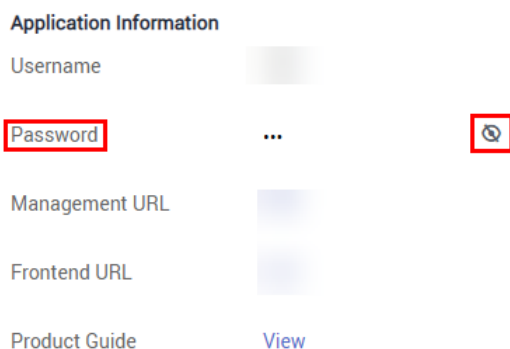 Application Information
Username
Password •••
Management URL
Frontend URL
Product Guide View